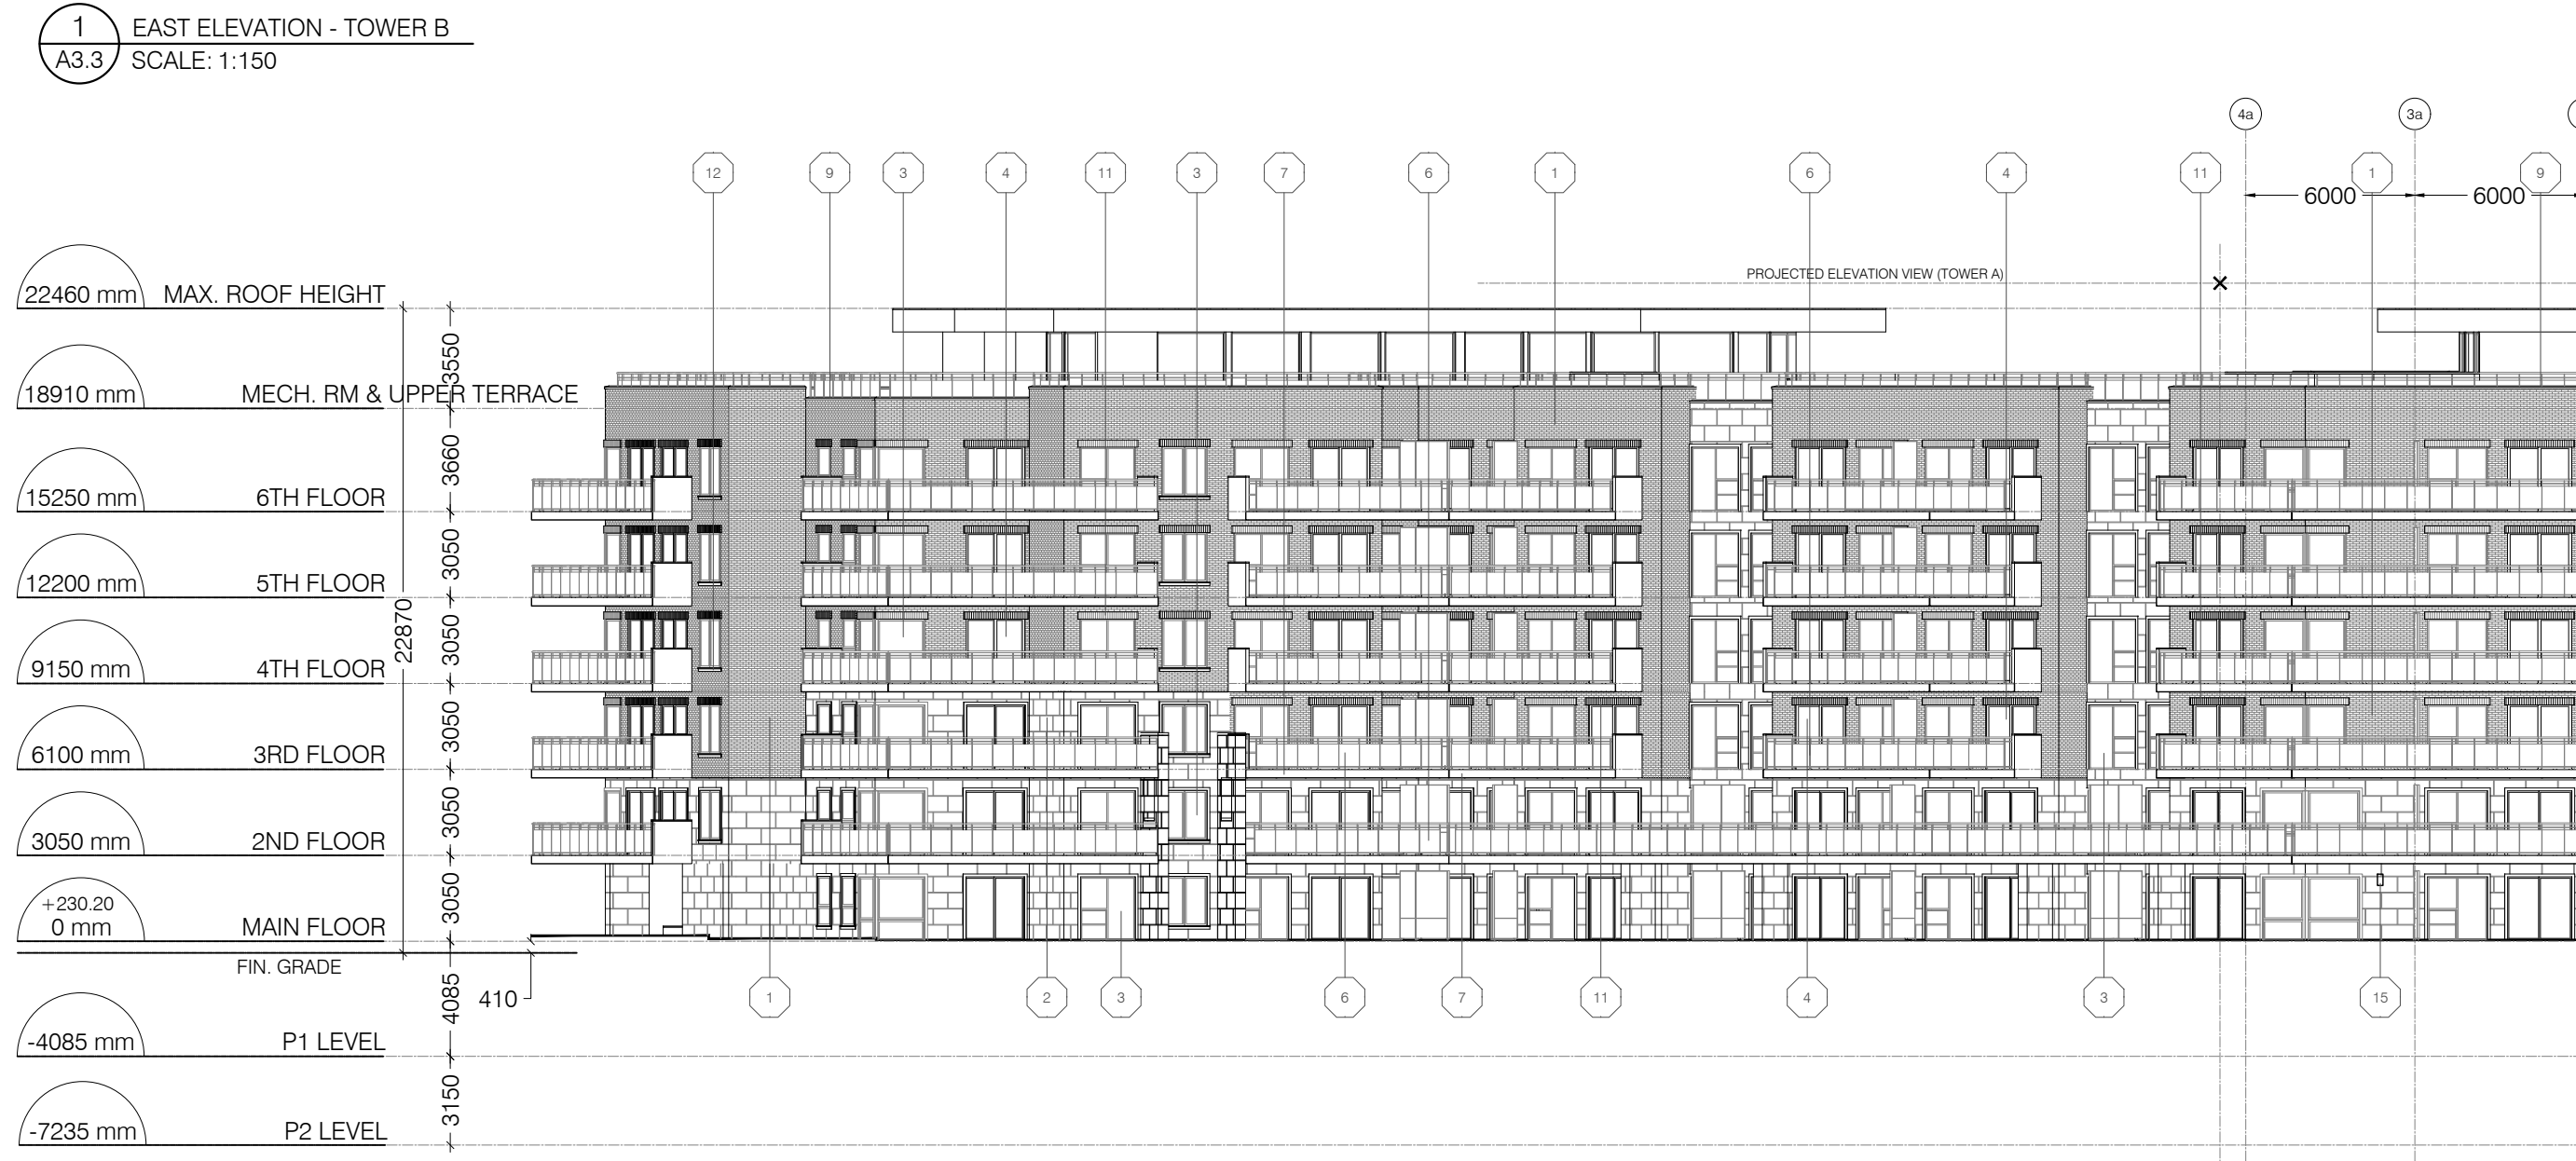 1
EAST ELEVATION - TOWER B
A3.3
SCALE: 1:150
4a
3a
12
9
3
4
11
3
7
6
1
6
4
11
1
9
6000
6000
PROJECTED ELEVATION VIEW (TOWER A)
22460 mm MAX. ROOF HEIGHT
3550
18910 mm MECH. RM & UPPER TERRACE
3660
15250 mm 6TH FLOOR
3050
12200 mm 5TH FLOOR
22870
3050
9150 mm 4TH FLOOR
3050
6100 mm 3RD FLOOR
3050
3050 mm 2ND FLOOR
3050
+230.20
0 mm MAIN FLOOR
FIN. GRADE
410
4085
1
2
3
6
7
11
4
3
15
-4085 mm P1 LEVEL
3150
-7235 mm P2 LEVEL